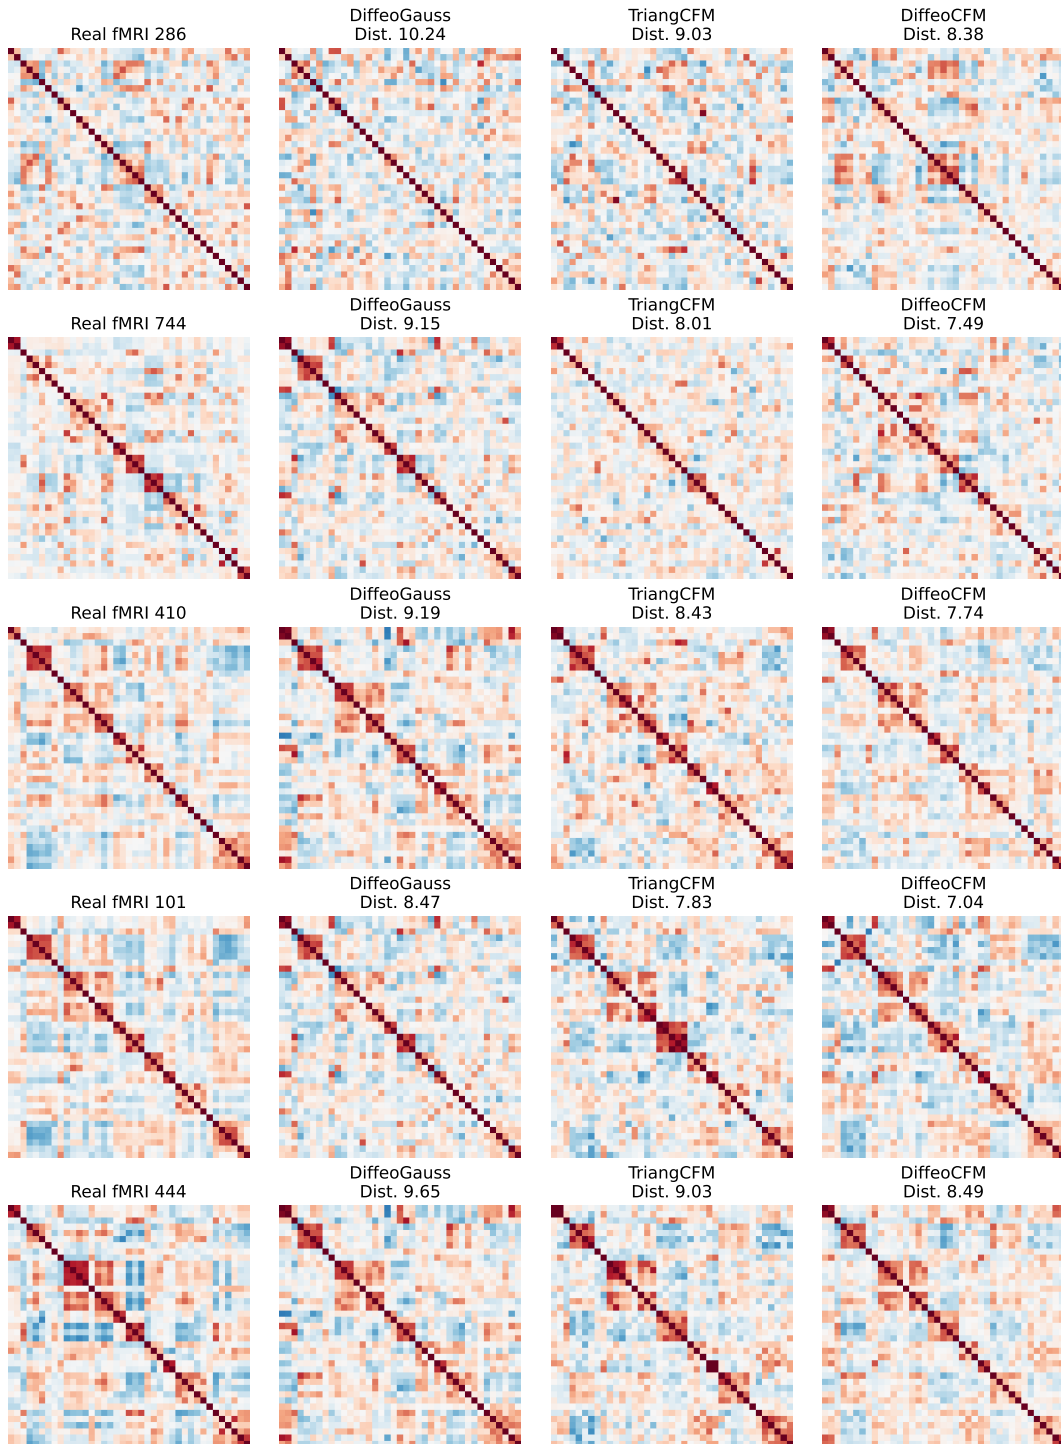 Real fMRI 286
DiffeoGauss
Dist. 10.24
TriangCFM
Dist. 9.03
DiffeoCFM
Dist. 8.38
Real fMRI 744
DiffeoGauss
Dist. 9.15
TriangCFM
Dist. 8.01
DiffeoCFM
Dist. 7.49
Real fMRI 410
DiffeoGauss
Dist. 9.19
TriangCFM
Dist. 8.43
DiffeoCFM
Dist. 7.74
Real fMRI 101
DiffeoGauss
Dist. 8.47
TriangCFM
Dist. 7.83
DiffeoCFM
Dist. 7.04
Real fMRI 444
DiffeoGauss
Dist. 9.65
TriangCFM
Dist. 9.03
DiffeoCFM
Dist. 8.49